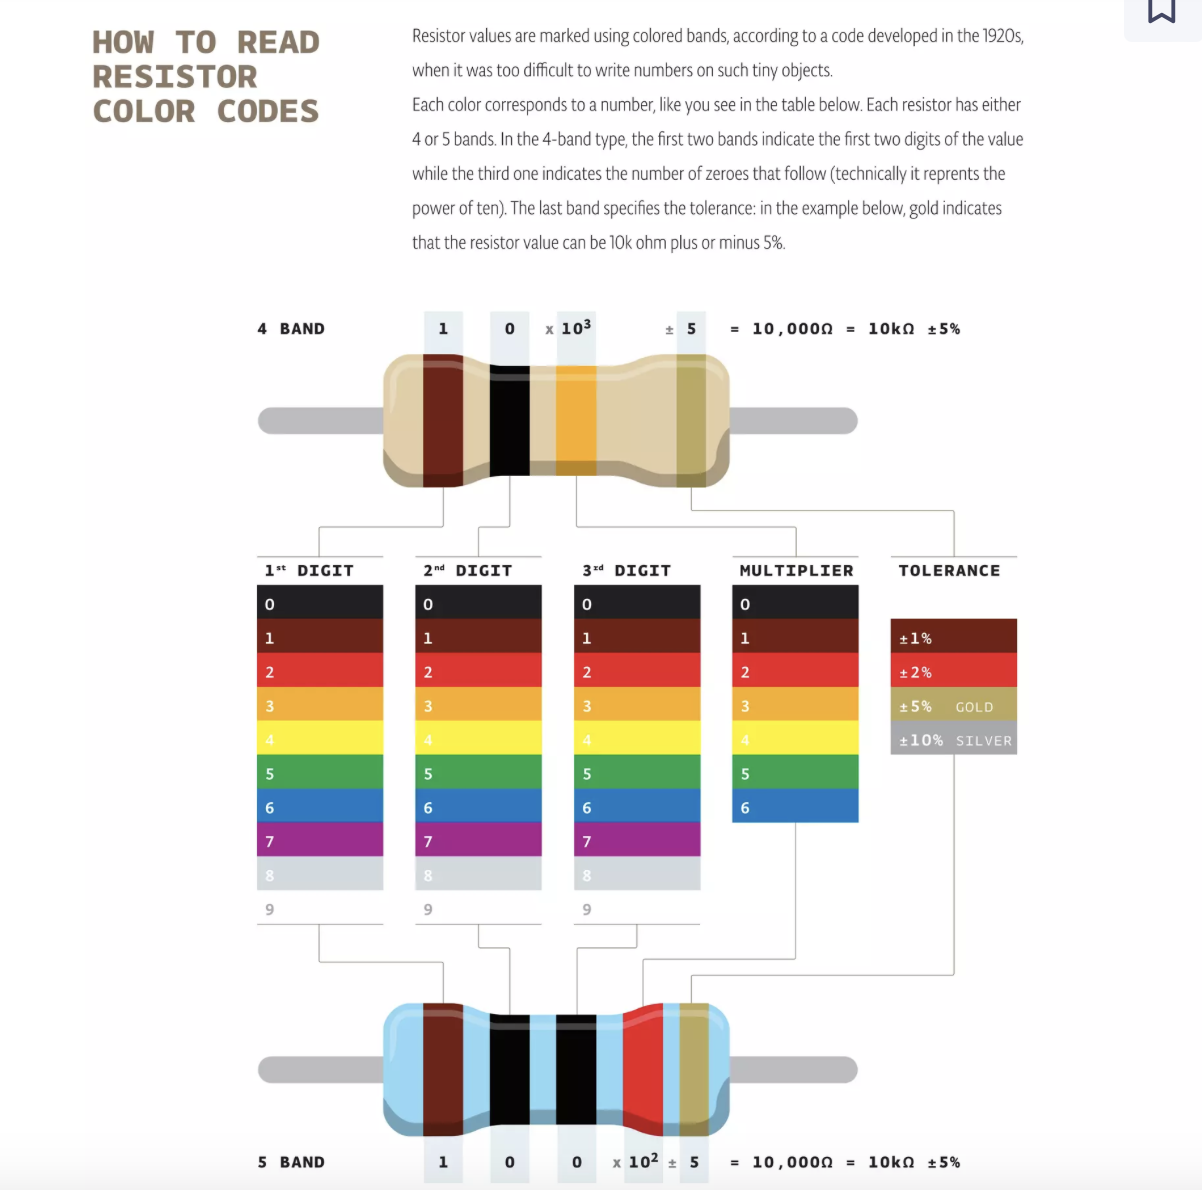 HOW TO READ
RESISTOR
COLOR CODES
Resistor values are marked using colored bands, according to a code developed in the 1920s,
when it was too difficult to write numbers on such tiny objects.
Each color corresponds to a number, like you see in the table below. Each resistor has either
4 or 5 bands. In the 4-band type, the first two bands indicate the first two digits of the value
while the third one indicates the number of zeroes that follow (technically it reprents the
power of ten). The last band specifies the tolerance: in the example below, gold indicates
that the resistor value can be 10k ohm plus or minus 5%.
4 BAND 1 0 x 10³ ± 5 = 10,000Ω = 10kΩ ±5%
1st DIGIT 2nd DIGIT 3rd DIGIT MULTIPLIER TOLERANCE
0 0 0 0
1 1 1 1 ±1%
2 2 2 2 ±2%
3 3 3 3 ±5% GOLD
4 4 4 4 ±10% SILVER
5 5 5 5
6 6 6 6
7 7 7
8 8 8
9 9 9
5 BAND 1 0 0 x 10² ± 5 = 10,000Ω = 10kΩ ±5%